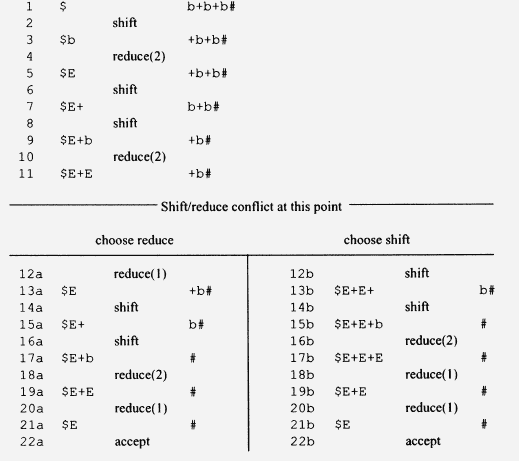 1 $ b+b+b#
2 shift
3 $b +b+b#
4 reduce(2)
5 $E +b+b#
6 shift
7 $E+ b+b#
8 shift
9 $E+b +b#
10 reduce(2)
11 $E+E +b#
Shift/reduce conflict at this point
choose reduce choose shift
12a reduce(1) 12b shift
13a $E +b# 13b $E+E+ b#
14a shift 14b shift
15a $E+ b# 15b $E+E+b #
16a shift 16b reduce(2)
17a $E+b # 17b $E+E+E #
18a reduce(2) 18b reduce(1)
19a $E+E # 19b $E+E #
20a reduce(1) 20b reduce(1)
21a $E # 21b $E #
22a accept 22b accept